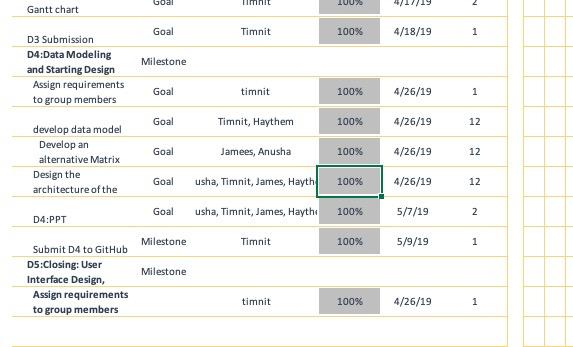 Gantt chart Goal Timnit 100% 4/17/19 2
D3 Submission Goal Timnit 100% 4/18/19 1
D4:Data Modeling
and Starting Design Milestone
Assign requirements
to group members Goal timnit 100% 4/26/19 1
develop data model Goal Timnit, Haythem 100% 4/26/19 12
Develop an
alternative Matrix Goal Jamees, Anusha 100% 4/26/19 12
Design the
architecture of the Goal usha, Timnit, James, Hayth 100% 4/26/19 12
D4:PPT Goal usha, Timnit, James, Hayth 100% 5/7/19 2
Submit D4 to GitHub Milestone Timnit 100% 5/9/19 1
D5:Closing: User
Interface Design, Milestone
Assign requirements
to group members timnit 100% 4/26/19 1